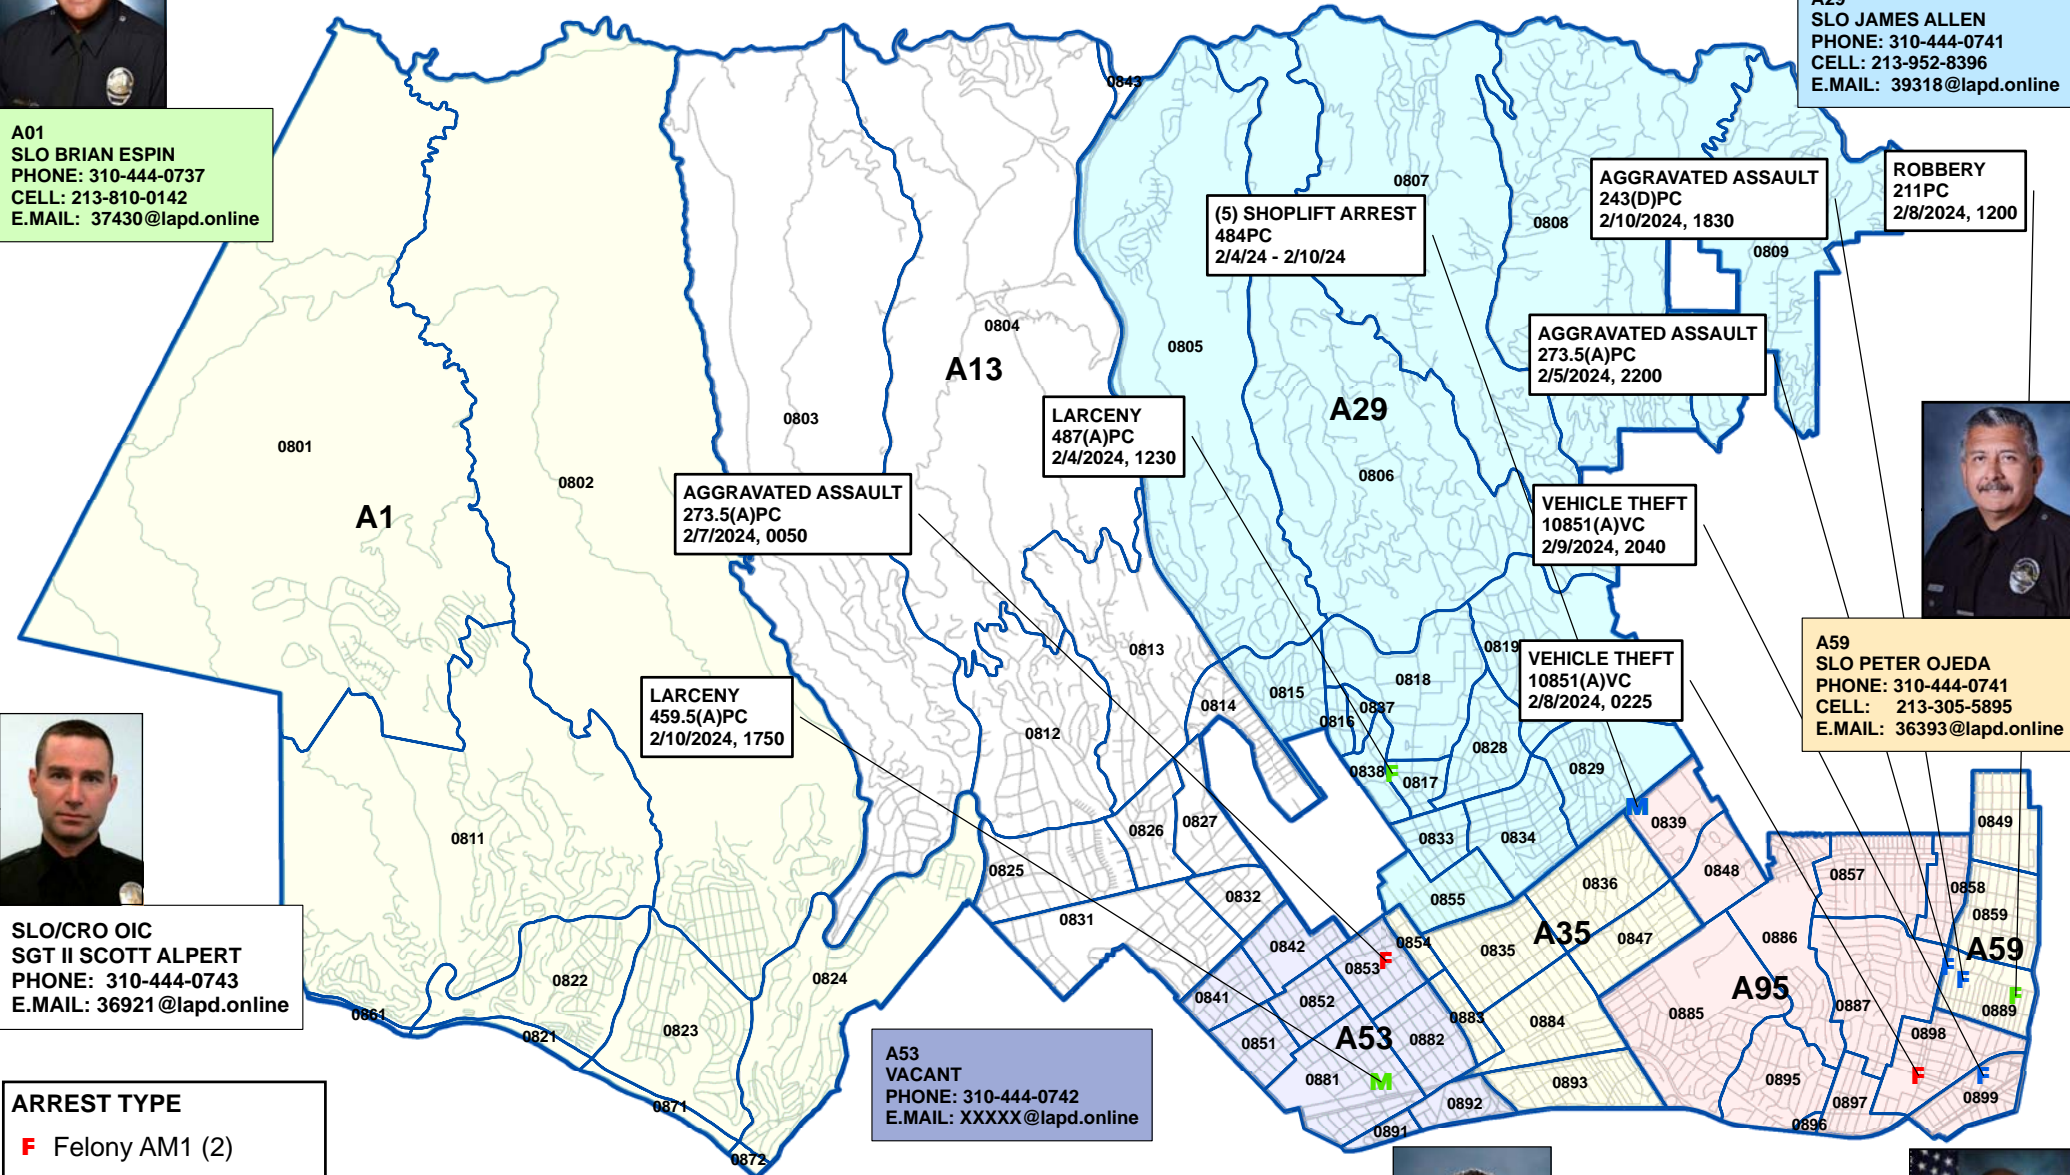 A29
SLO JAMES ALLEN
PHONE: 310-444-0741
CELL: 213-952-8396
E.MAIL: 39318@lapd.online
A01
SLO BRIAN ESPIN
PHONE: 310-444-0737
CELL: 213-810-0142
E.MAIL: 37430@lapd.online
0843
0807
0808
0809
(5) SHOPLIFT ARREST
484PC
2/4/24 - 2/10/24
AGGRAVATED ASSAULT
243(D)PC
2/10/2024, 1830
ROBBERY
211PC
2/8/2024, 1200
AGGRAVATED ASSAULT
273.5(A)PC
2/5/2024, 2200
0804
A13
0805
0803
A29
0806
LARCENY
487(A)PC
2/4/2024, 1230
0801
A1
0802
AGGRAVATED ASSAULT
273.5(A)PC
2/7/2024, 0050
VEHICLE THEFT
10851(A)VC
2/9/2024, 2040
VEHICLE THEFT
10851(A)VC
2/8/2024, 0225
A59
SLO PETER OJEDA
PHONE: 310-444-0741
CELL: 213-305-5895
E.MAIL: 36393@lapd.online
LARCENY
459.5(A)PC
2/10/2024, 1750
0813
0819
0818
0815
0814
0837
0816
0812
0828
0829
0838
F
0817
M
0839
0849
0811
0826
0827
0833
0834
0825
0848
0857
0836
0858
0832
0855
0859
0831
A35
A59
0842
0854
0835
0847
0886
F
0853
F
F
SLO/CRO OIC
SGT II SCOTT ALPERT
PHONE: 310-444-0743
E.MAIL: 36921@lapd.online
0822
0824
0841
0852
A95
F
0861
0821
0823
0883
0884
0885
0887
0889
0851
A53
0882
0898
A53
VACANT
PHONE: 310-444-0742
E.MAIL: XXXXX@lapd.online
0881
M
0893
0895
F
F
0871
0892
0897
0899
0891
0896
0872
ARREST TYPE
F Felony AM1 (2)